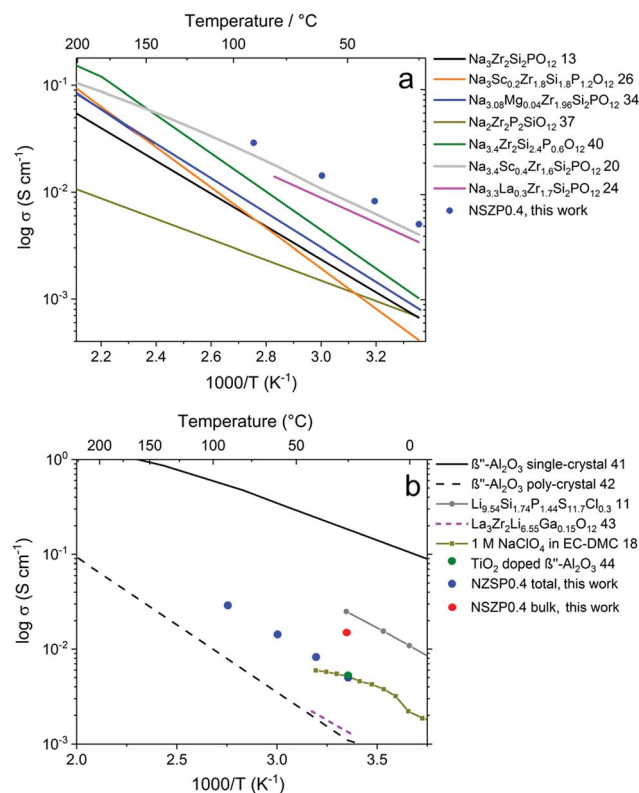 Temperature / °C
200 150 100 50 20
a
10⁻¹
10⁻²
10⁻³
log σ (S cm⁻¹)
2.2 2.4 2.6 2.8 3.0 3.2
1000/T (K⁻¹)
Na₃Zr₂Si₂PO₁₂ 13
Na₃Sc₀.₂Zr₁.₈Si₁.₈P₁.₂O₁₂ 26
Na₃.₀₈Mg₀.₀₄Zr₁.₉₆Si₂PO₁₂ 34
Na₂Zr₂P₂SiO₁₂ 37
Na₃.₄Zr₂Si₂.₄P₀.₆O₁₂ 40
Na₃.₄Sc₀.₄Zr₁.₆Si₂PO₁₂ 20
Na₃.₃La₀.₃Zr₁.₇Si₂PO₁₂ 24
NSZP0.4, this work
Temperature (°C)
200 150 100 50 0
b
10⁰
10⁻¹
10⁻²
10⁻³
log σ (S cm⁻¹)
2.0 2.5 3.0 3.5
1000/T (K⁻¹)
ß"-Al₂O₃ single-crystal 41
ß"-Al₂O₃ poly-crystal 42
Li₉.₅₄Si₁.₇₄P₁.₄₄S₁₁.₇Cl₀.₃ 11
La₃Zr₂Li₆.₅₅Ga₀.₁₅O₁₂ 43
1 M NaClO₄ in EC-DMC 18
TiO₂ doped ß"-Al₂O₃ 44
NZSP0.4 total, this work
NSZP0.4 bulk, this work